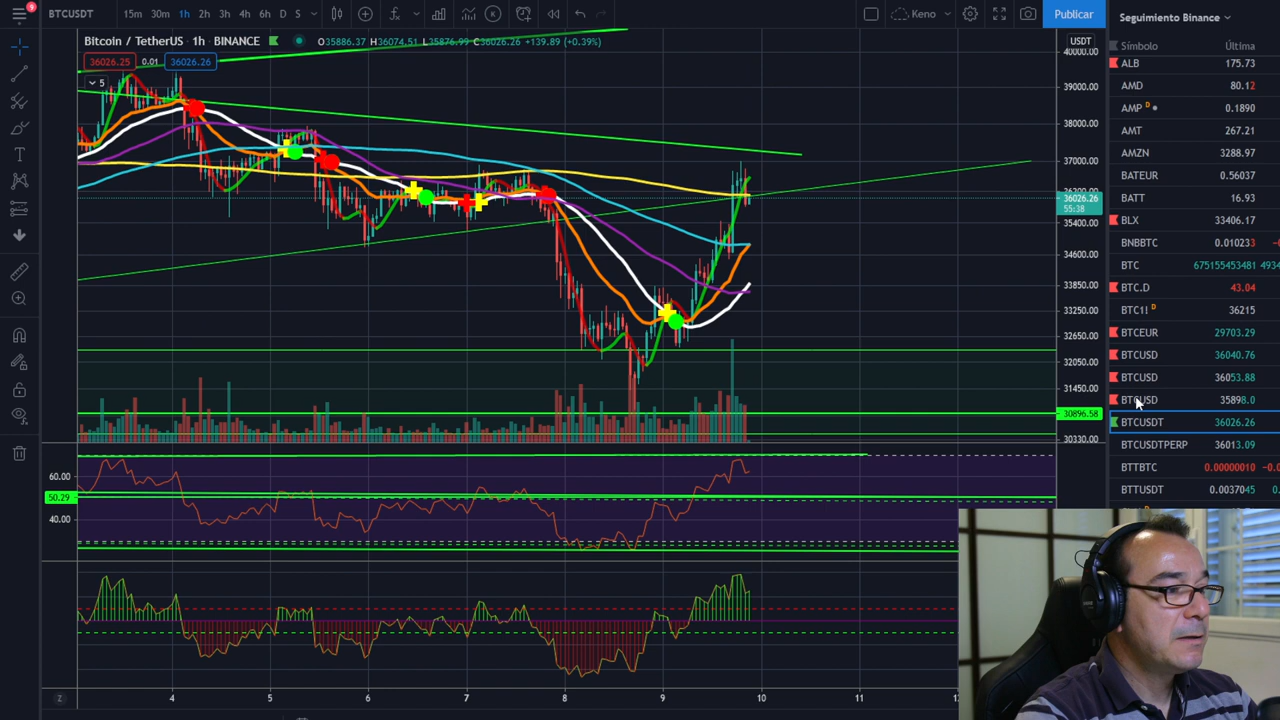 9
BTCUSDT 15m 30m 1h 2h 3h 4h 6h D S Keno Publicar
Seguimiento Binance
Bitcoin / TetherUS · 1h · BINANCE O35886.37 H36074.51 L35876.99 C36026.26 +139.89 (+0.39%)
36026.25 0.01 36026.26
5
USDT
40000.00
39000.00
38000.00
37000.00
36200.00
36026.26
55:38
35400.00
34600.00
33850.00
33250.00
32650.00
32050.00
31450.00
30896.58
30330.00
60.00
50.29
40.00
Z 4 5 6 7 8 9 10 11
Símbolo Última
ALB 175.73
AMD 80.12
AMP D 0.1890
AMT 267.21
AMZN 3288.97
BATEUR 0.56037
BATT 16.93
BLX 33406.17
BNBBTC 0.010233
BTC 675155453481
BTC.D 43.04
BTC1! D 36215
BTCEUR 29703.29
BTCUSD 36040.76
BTCUSD 36053.88
BTCUSD 35898.0
BTCUSDT 36026.26
BTCUSDTPERP 36013.09
BTTBTC 0.00000010
BTTUSDT 0.0037045